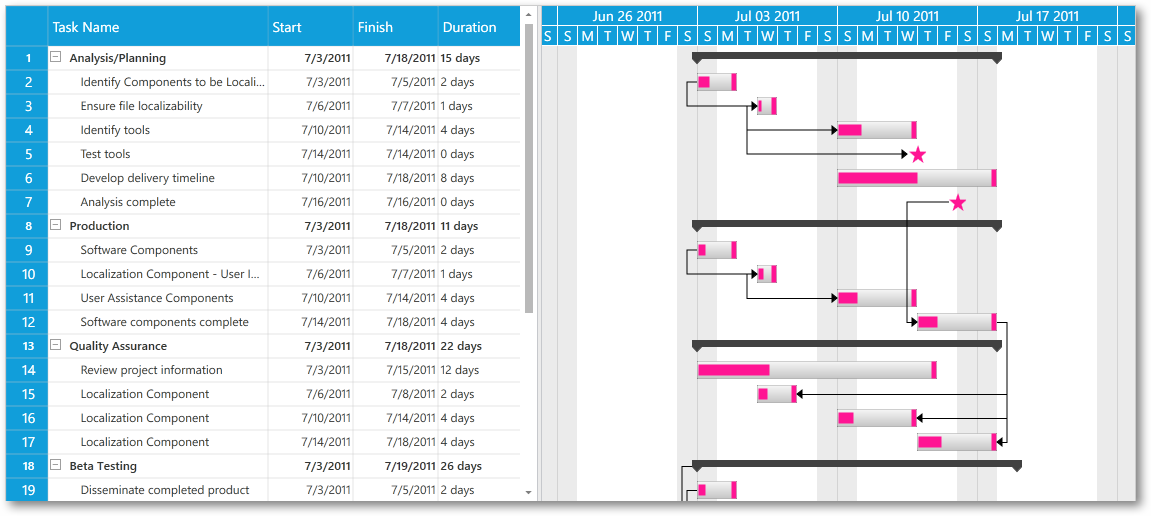 Task Name Start Finish Duration Jun 26 2011 Jul 03 2011 Jul 10 2011 Jul 17 2011
S S M T W T F S S M T W T F S S M T W T F S S M T W T F S S
1 Analysis/Planning 7/3/2011 7/18/2011 15 days
2 Identify Components to be Locali... 7/3/2011 7/5/2011 2 days
3 Ensure file localizability 7/6/2011 7/7/2011 1 days
4 Identify tools 7/10/2011 7/14/2011 4 days
5 Test tools 7/14/2011 7/14/2011 0 days
6 Develop delivery timeline 7/10/2011 7/18/2011 8 days
7 Analysis complete 7/16/2011 7/16/2011 0 days
8 Production 7/3/2011 7/18/2011 11 days
9 Software Components 7/3/2011 7/5/2011 2 days
10 Localization Component - User I... 7/6/2011 7/7/2011 1 days
11 User Assistance Components 7/10/2011 7/14/2011 4 days
12 Software components complete 7/14/2011 7/18/2011 4 days
13 Quality Assurance 7/3/2011 7/18/2011 22 days
14 Review project information 7/3/2011 7/15/2011 12 days
15 Localization Component 7/6/2011 7/8/2011 2 days
16 Localization Component 7/10/2011 7/14/2011 4 days
17 Localization Component 7/14/2011 7/18/2011 4 days
18 Beta Testing 7/3/2011 7/19/2011 26 days
19 Disseminate completed product 7/3/2011 7/5/2011 2 days